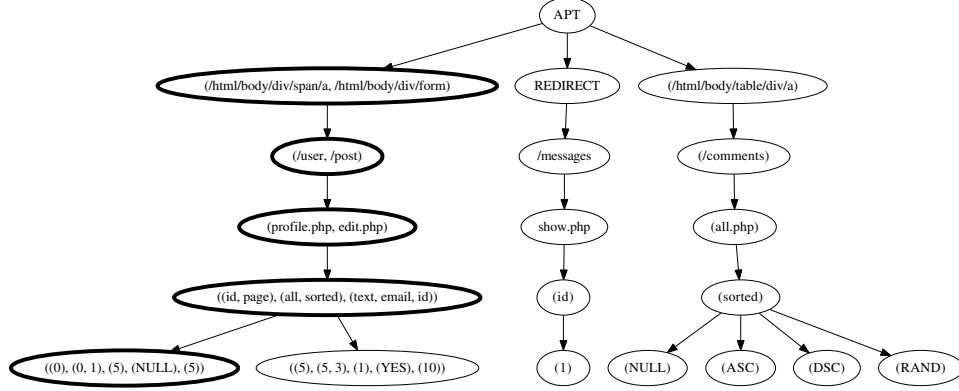 APT
(/html/body/div/span/a, /html/body/div/form)
REDIRECT
(/html/body/table/div/a)
(/user, /post)
/messages
(/comments)
(profile.php, edit.php)
show.php
(all.php)
((id, page), (all, sorted), (text, email, id))
(id)
(sorted)
((0), (0, 1), (5), (NULL), (5))
((5), (5, 3), (1), (YES), (10))
(1)
(NULL)
(ASC)
(DSC)
(RAND)